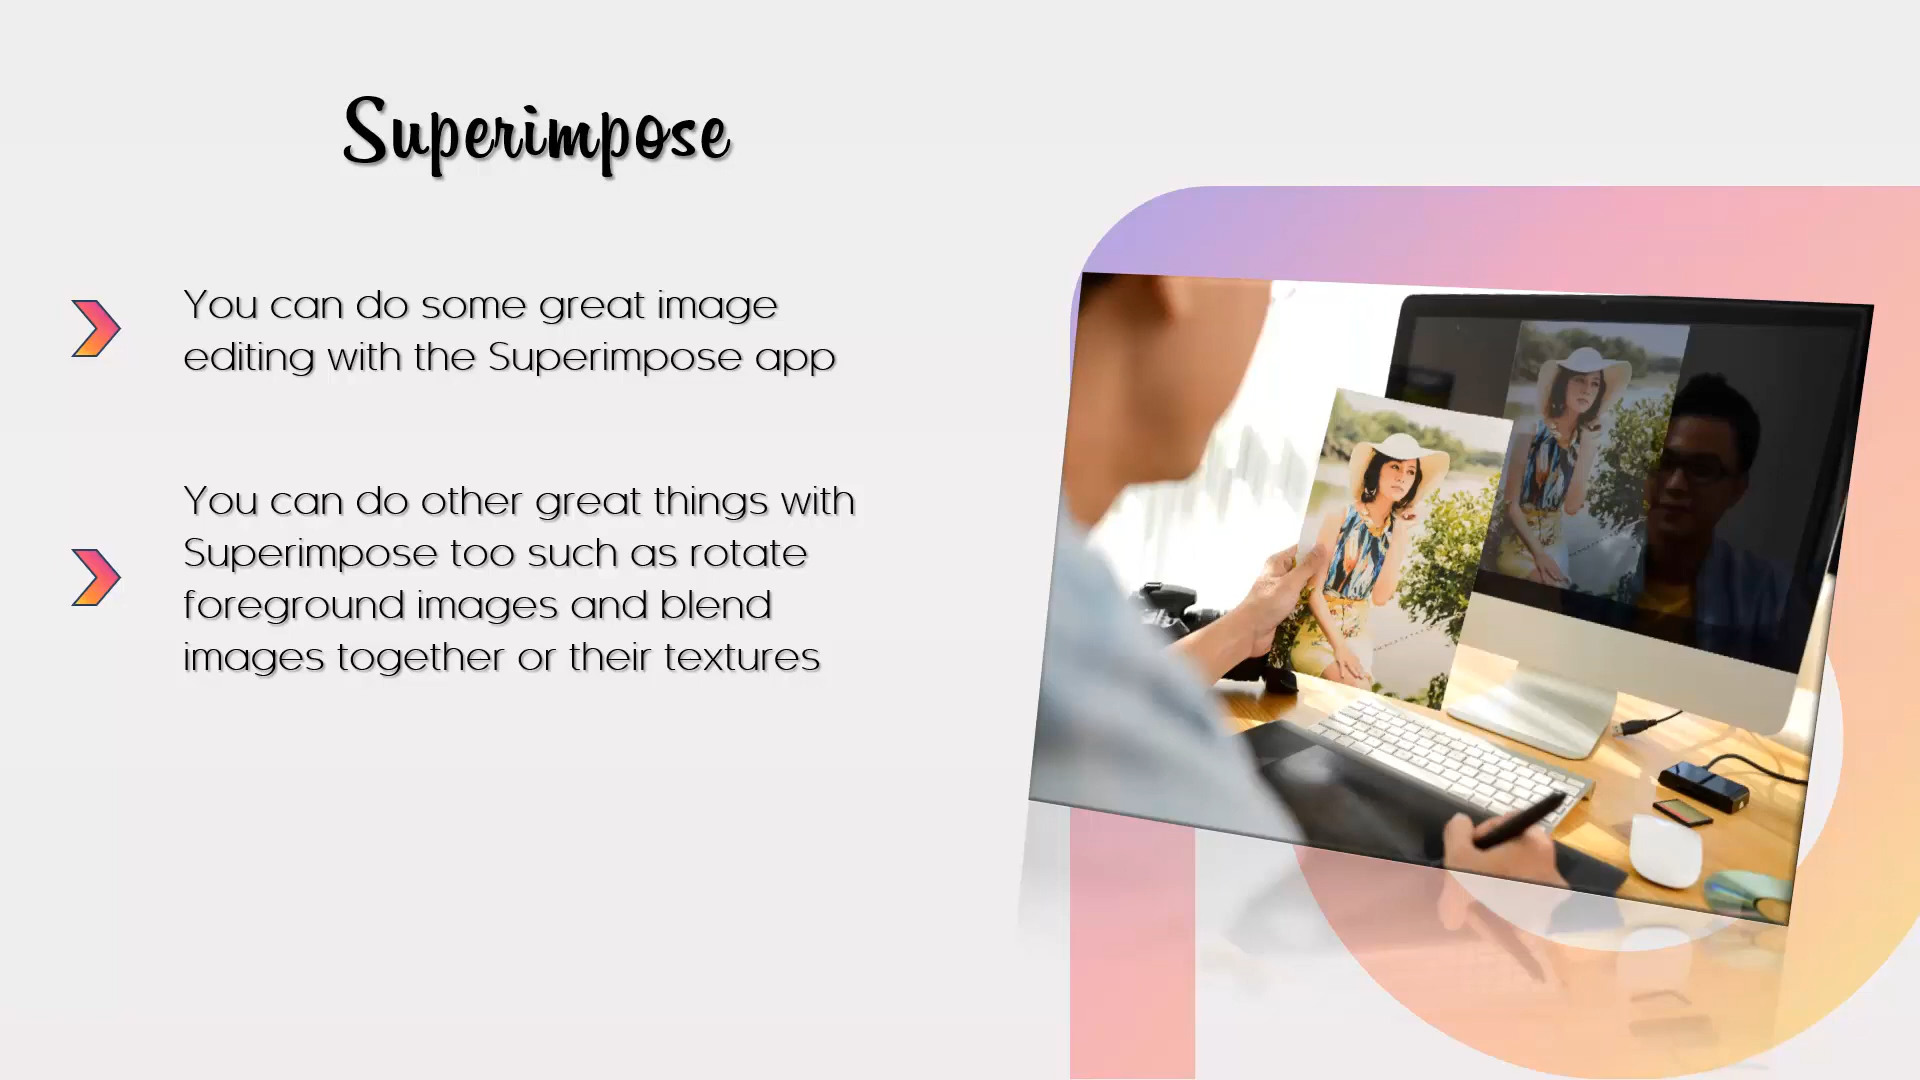 Superimpose
You can do some great image
editing with the Superimpose app
You can do other great things with
Superimpose too such as rotate
foreground images and blend
images together or their textures